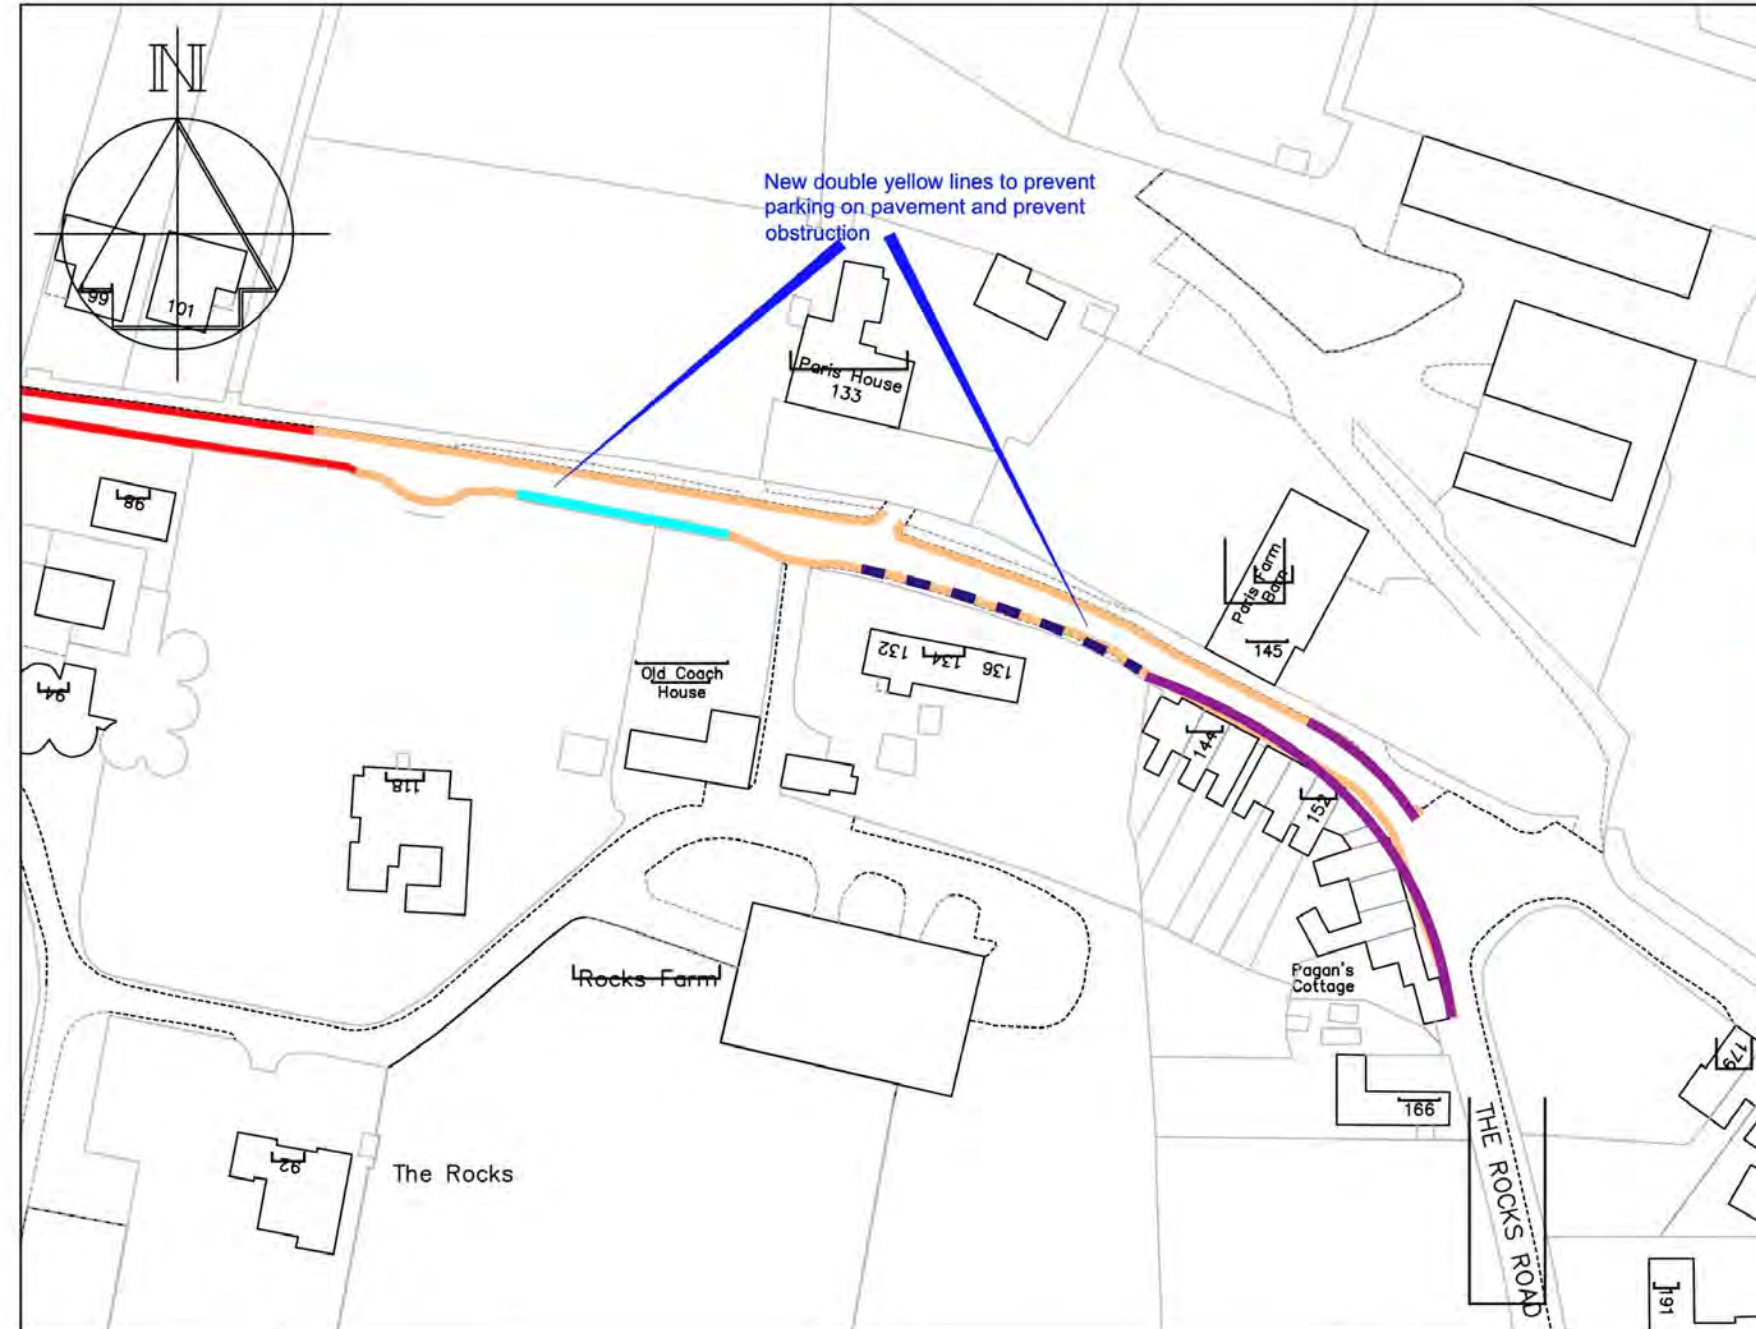 N
New double yellow lines to prevent
parking on pavement and prevent
obstruction
99
101
Paris House
133
98
Paris Farm
Barn
145
132
134
136
Old Coach
House
94
144
118
152
Rocks Farm
Pagan's
Cottage
179
166
92
The Rocks
THE ROCKS ROAD
191